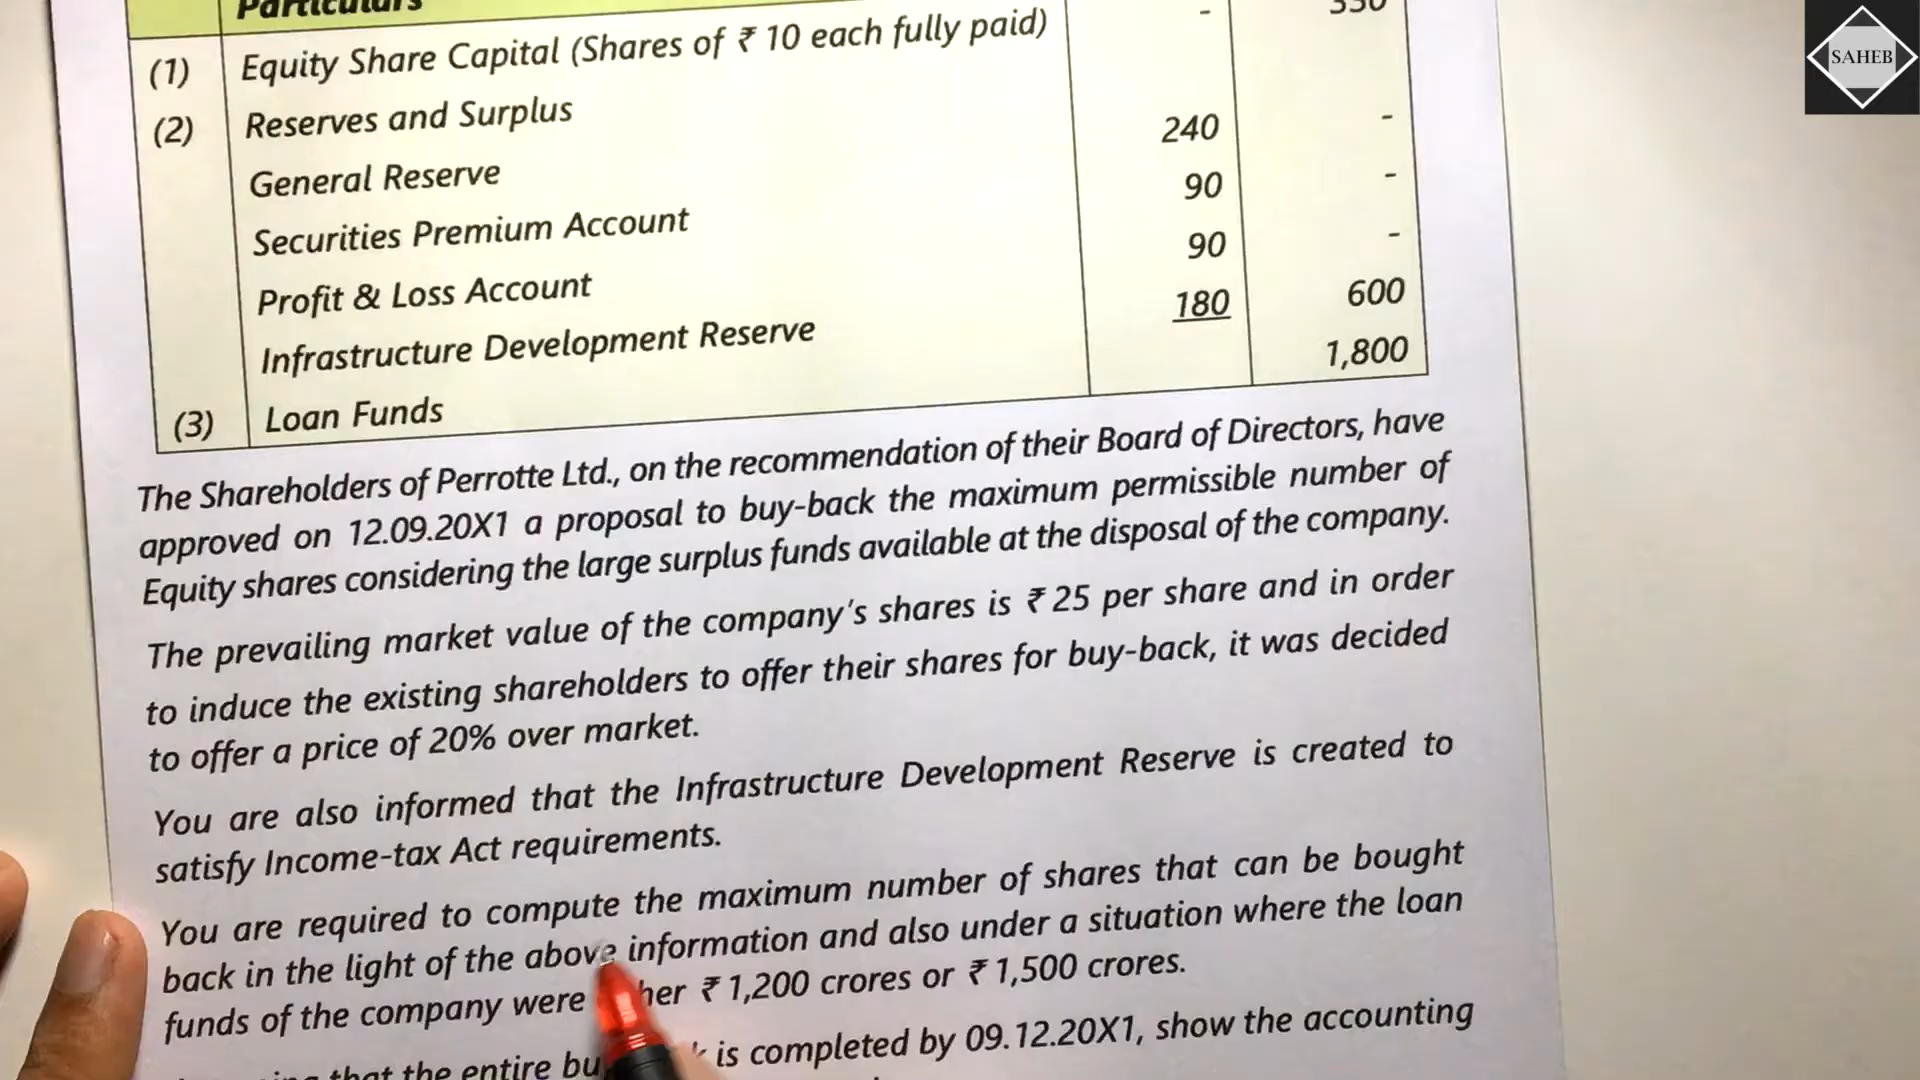 Particulars
330
(1) Equity Share Capital (Shares of ₹ 10 each fully paid) -
(2) Reserves and Surplus
General Reserve 240 -
Securities Premium Account 90 -
Profit & Loss Account 90 -
Infrastructure Development Reserve 180 600
(3) Loan Funds 1,800
The Shareholders of Perrotte Ltd., on the recommendation of their Board of Directors, have
approved on 12.09.20X1 a proposal to buy-back the maximum permissible number of
Equity shares considering the large surplus funds available at the disposal of the company.
The prevailing market value of the company's shares is ₹ 25 per share and in order
to induce the existing shareholders to offer their shares for buy-back, it was decided
to offer a price of 20% over market.
You are also informed that the Infrastructure Development Reserve is created to
satisfy Income-tax Act requirements.
You are required to compute the maximum number of shares that can be bought
back in the light of the above information and also under a situation where the loan
funds of the company were ₹ 1,200 crores or ₹ 1,500 crores.
that the entire is completed by 09.12.20X1, show the accounting
SAHEB